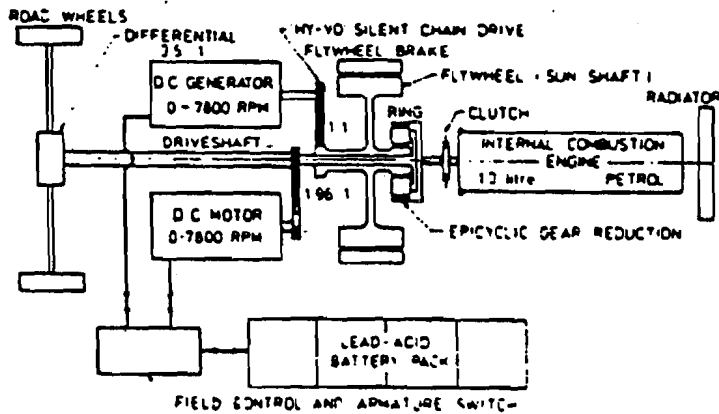 ROAD WHEELS
DIFFERENTIAL
3.5 1
HY-VO SILENT CHAIN DRIVE
FLYWHEEL BRAKE
FLYWHEEL (SUN SHAFT)
D.C GENERATOR
0-7800 RPM
RING
CLUTCH
RADIATOR
1 1
DRIVESHAFT
INTERNAL COMBUSTION
ENGINE
litre PETROL
1 96 1
D.C MOTOR
0-7800 RPM
EPICYCLIC GEAR REDUCTION
LEAD-ACID
BATTERY PACK
FIELD CONTROL AND ARMATURE SWITCH